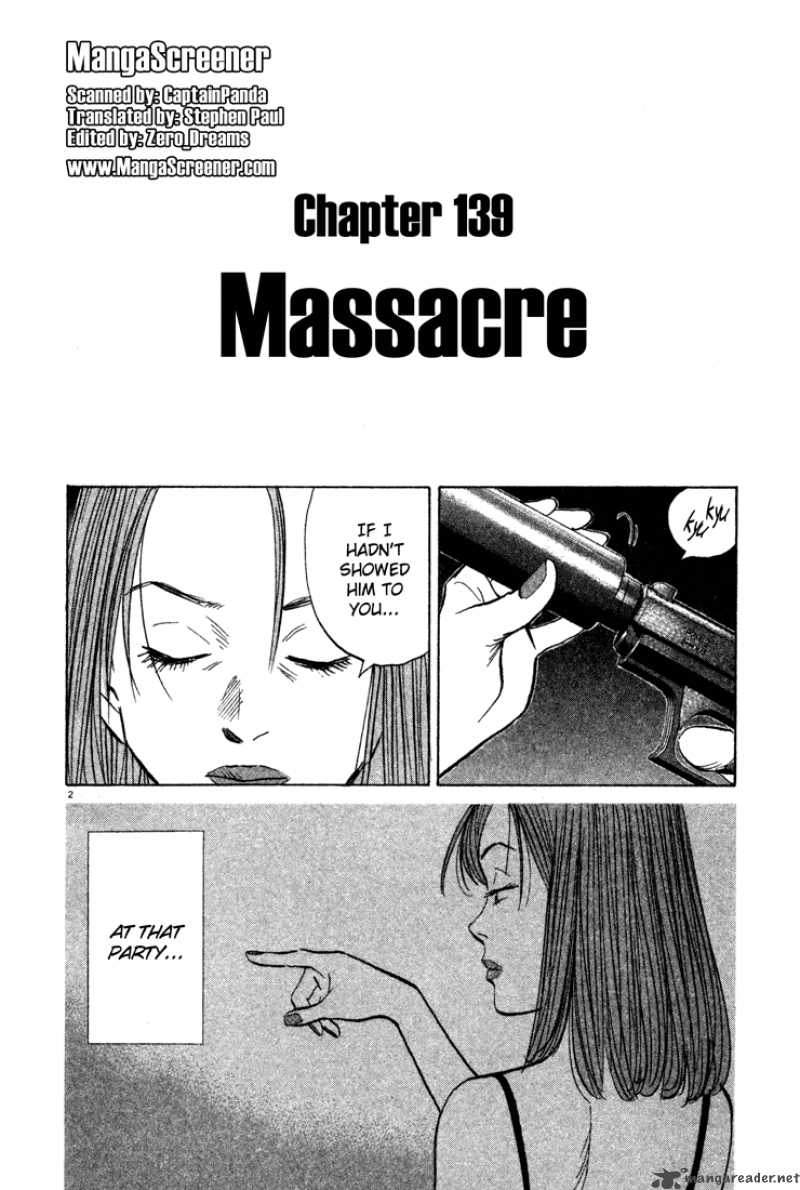 MangaScreener
Scanned by: CaptainPanda
Translated by: Stephen Paul
Edited by: Zero_Dreams
www.MangaScreener.com
Chapter 139
Massacre
kyu
kyu
IF I
HADN'T
SHOWED
HIM TO
YOU...
2
AT THAT
PARTY...
mangareader.net